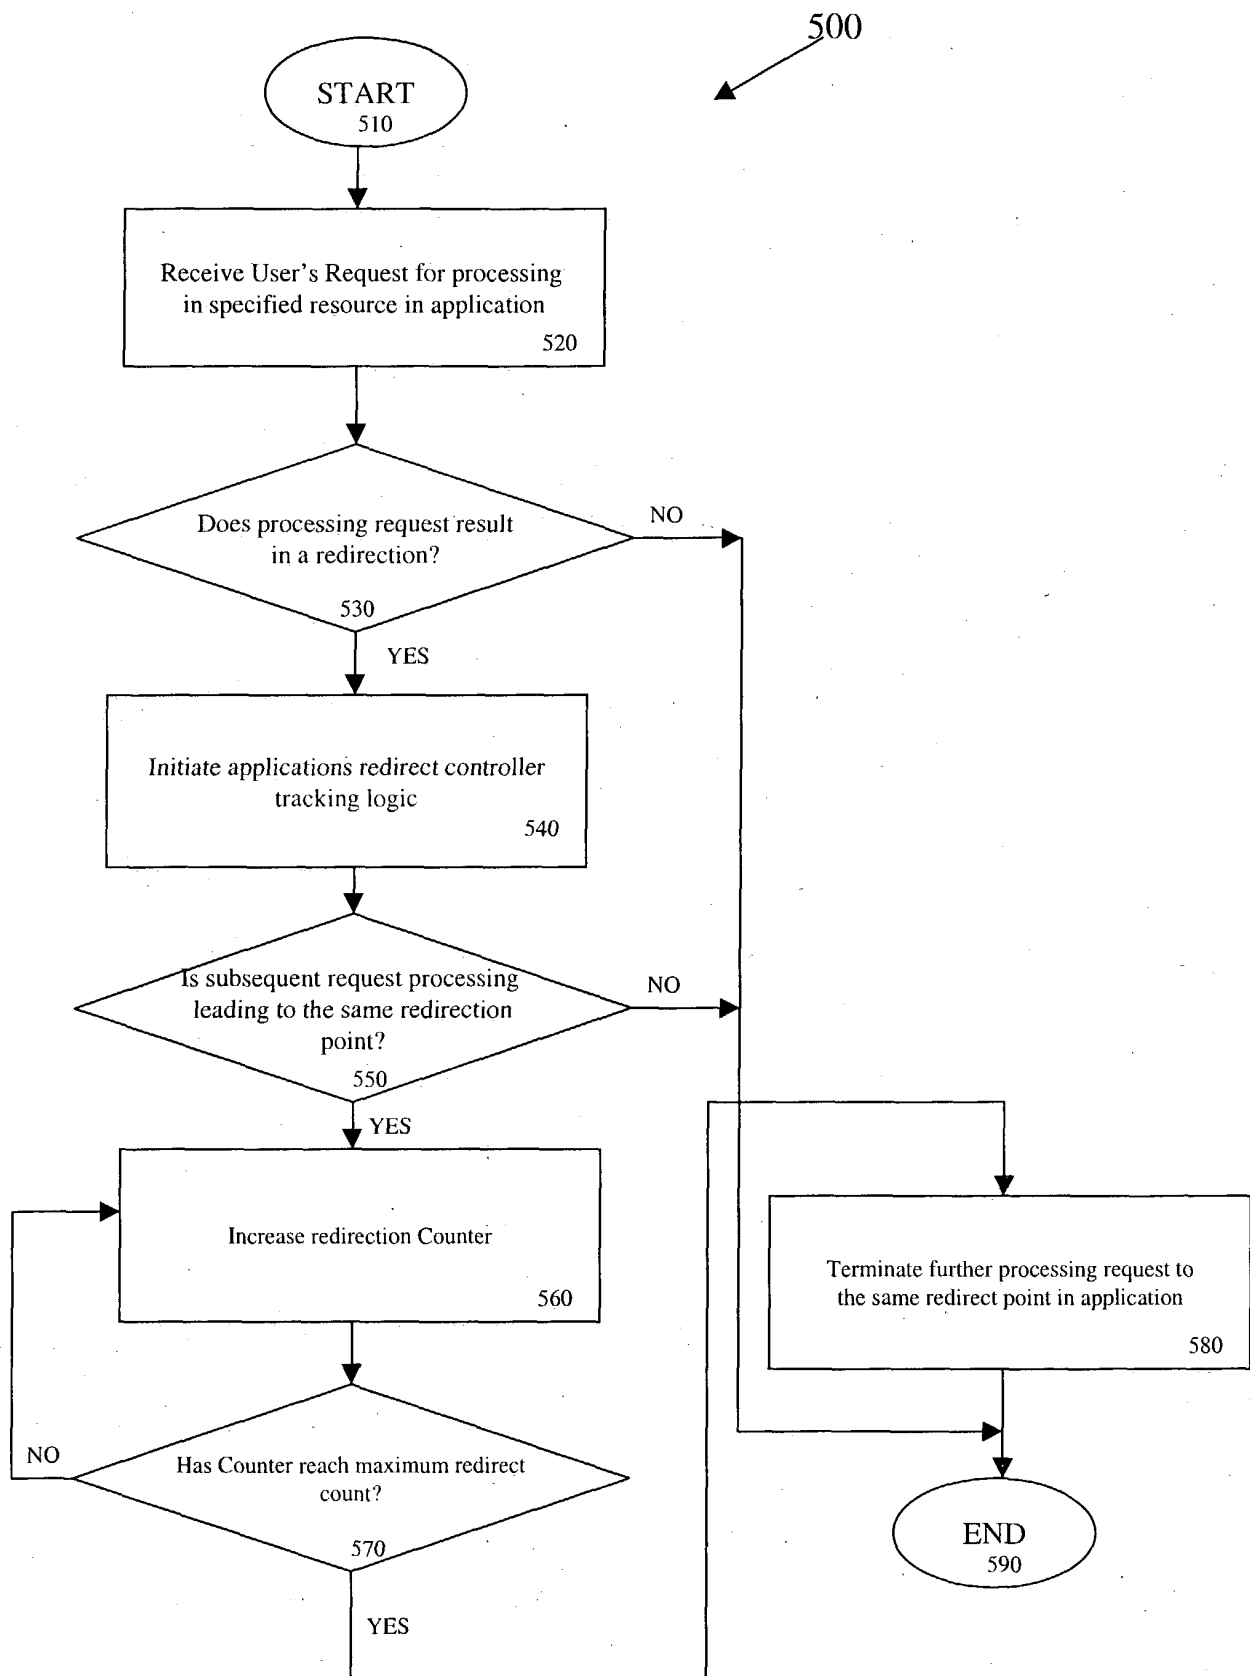 500
START
510
Receive User's Request for processing
in specified resource in application
520
Does processing request result
in a redirection?
530
NO
YES
Initiate applications redirect controller
tracking logic
540
Is subsequent request processing
leading to the same redirection
point?
550
NO
YES
Increase redirection Counter
560
Has Counter reach maximum redirect
count?
570
NO
YES
Terminate further processing request to
the same redirect point in application
580
END
590